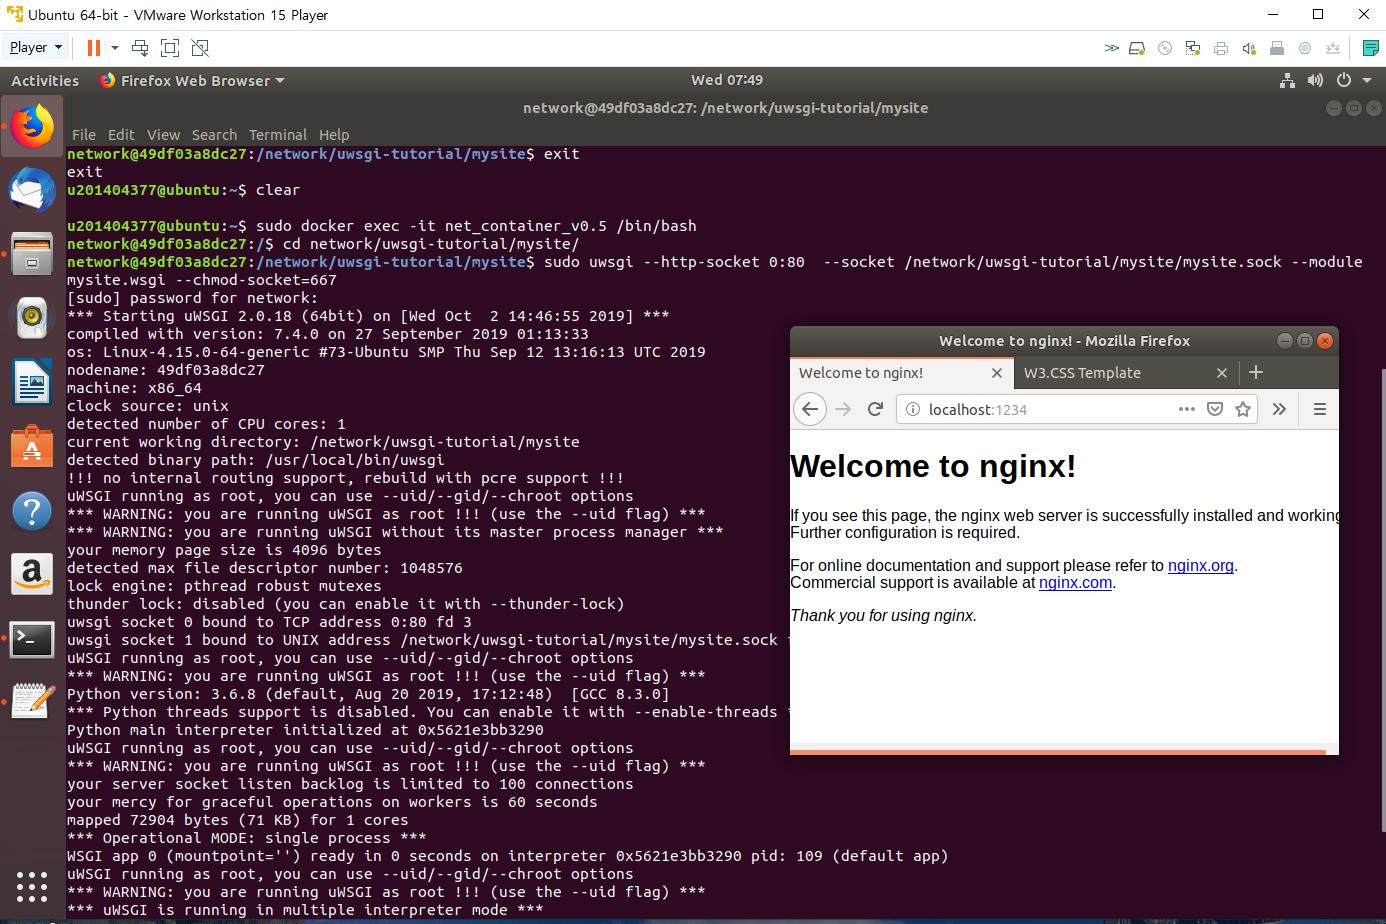 Ubuntu 64-bit - VMware Workstation 15 Player
Player
Activities
Firefox Web Browser
Wed 07:49
network@49df03a8dc27: /network/uwsgi-tutorial/mysite
File Edit View Search Terminal Help
network@49df03a8dc27:/network/uwsgi-tutorial/mysite$ exit
exit
u201404377@ubuntu:~$ clear
u201404377@ubuntu:~$ sudo docker exec -it net_container_v0.5 /bin/bash
network@49df03a8dc27:/$ cd network/uwsgi-tutorial/mysite/
network@49df03a8dc27:/network/uwsgi-tutorial/mysite$ sudo uwsgi --http-socket 0:80  --socket /network/uwsgi-tutorial/mysite/mysite.sock --module
mysite.wsgi --chmod-socket=667
[sudo] password for network:
*** Starting uWSGI 2.0.18 (64bit) on [Wed Oct  2 14:46:55 2019] ***
compiled with version: 7.4.0 on 27 September 2019 01:13:33
os: Linux-4.15.0-64-generic #73-Ubuntu SMP Thu Sep 12 13:16:13 UTC 2019
nodename: 49df03a8dc27
machine: x86_64
clock source: unix
detected number of CPU cores: 1
current working directory: /network/uwsgi-tutorial/mysite
detected binary path: /usr/local/bin/uwsgi
!!! no internal routing support, rebuild with pcre support !!!
uWSGI running as root, you can use --uid/--gid/--chroot options
*** WARNING: you are running uWSGI as root !!! (use the --uid flag) ***
*** WARNING: you are running uWSGI without its master process manager ***
your memory page size is 4096 bytes
detected max file descriptor number: 1048576
lock engine: pthread robust mutexes
thunder lock: disabled (you can enable it with --thunder-lock)
uwsgi socket 0 bound to TCP address 0:80 fd 3
uwsgi socket 1 bound to UNIX address /network/uwsgi-tutorial/mysite/mysite.sock
uWSGI running as root, you can use --uid/--gid/--chroot options
*** WARNING: you are running uWSGI as root !!! (use the --uid flag) ***
Python version: 3.6.8 (default, Aug 20 2019, 17:12:48)  [GCC 8.3.0]
*** Python threads support is disabled. You can enable it with --enable-threads
Python main interpreter initialized at 0x5621e3bb3290
uWSGI running as root, you can use --uid/--gid/--chroot options
*** WARNING: you are running uWSGI as root !!! (use the --uid flag) ***
your server socket listen backlog is limited to 100 connections
your mercy for graceful operations on workers is 60 seconds
mapped 72904 bytes (71 KB) for 1 cores
*** Operational MODE: single process ***
WSGI app 0 (mountpoint='') ready in 0 seconds on interpreter 0x5621e3bb3290 pid: 109 (default app)
uWSGI running as root, you can use --uid/--gid/--chroot options
*** WARNING: you are running uWSGI as root !!! (use the --uid flag) ***
*** uWSGI is running in multiple interpreter mode ***
Welcome to nginx! - Mozilla Firefox
Welcome to nginx!
W3.CSS Template
localhost:1234
Welcome to nginx!
If you see this page, the nginx web server is successfully installed and working
Further configuration is required.
For online documentation and support please refer to nginx.org.
Commercial support is available at nginx.com.
Thank you for using nginx.